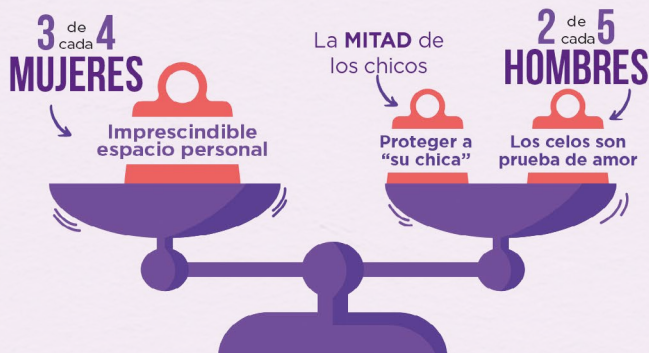 3 de cada 4
MUJERES
Imprescindible
espacio personal
La MITAD de
los chicos
Proteger a
“su chica”
2 de cada 5
HOMBRES
Los celos son
prueba de amor